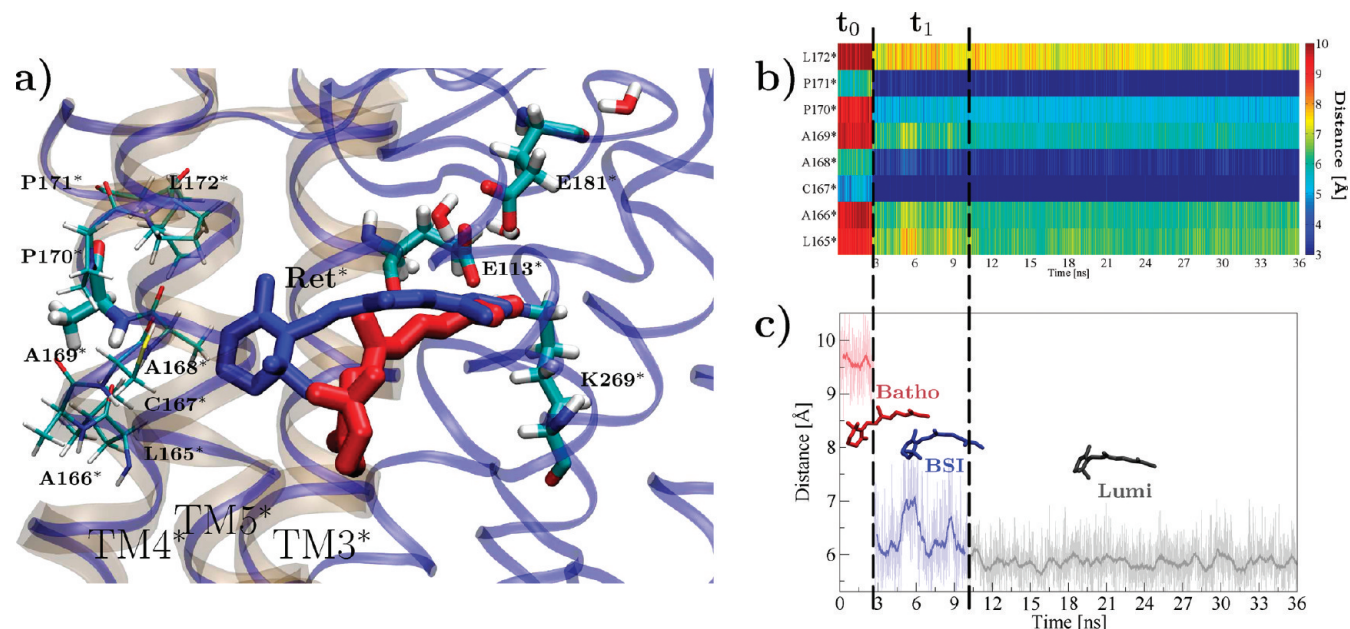 a)
P171*
L172*
P170*
A169*
A168*
C167*
L165*
A166*
Ret*
E181*
E113*
K269*
TM4*
TM5*
TM3*
b)
t0
t1
L172*
P171*
P170*
A169*
A168*
C167*
A166*
L165*
3 6 9 12 15 18 21 24 27 30 33 36
Time [ns]
10
9
8
7
6
5
4
3
Distance [Å]
c)
10
9
8
7
6
Distance [Å]
Batho
BSI
Lumi
0 3 6 9 12 15 18 21 24 27 30 33 36
Time [ns]